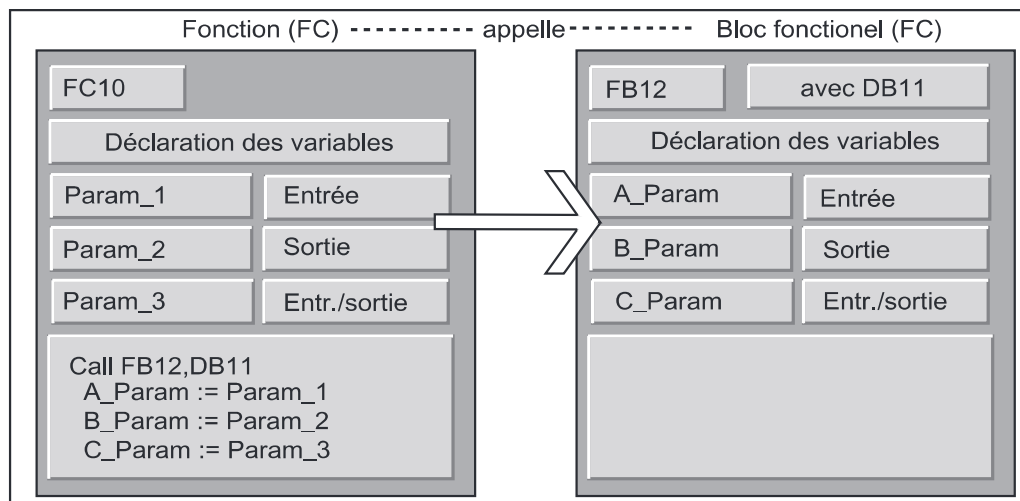 Fonction (FC) ----------- appelle ----------- Bloc fonctionel (FC)
FC10
Déclaration des variables
Param_1 Entrée
Param_2 Sortie
Param_3 Entr./sortie
Call FB12,DB11
A_Param := Param_1
B_Param := Param_2
C_Param := Param_3
FB12 avec DB11
Déclaration des variables
A_Param Entrée
B_Param Sortie
C_Param Entr./sortie